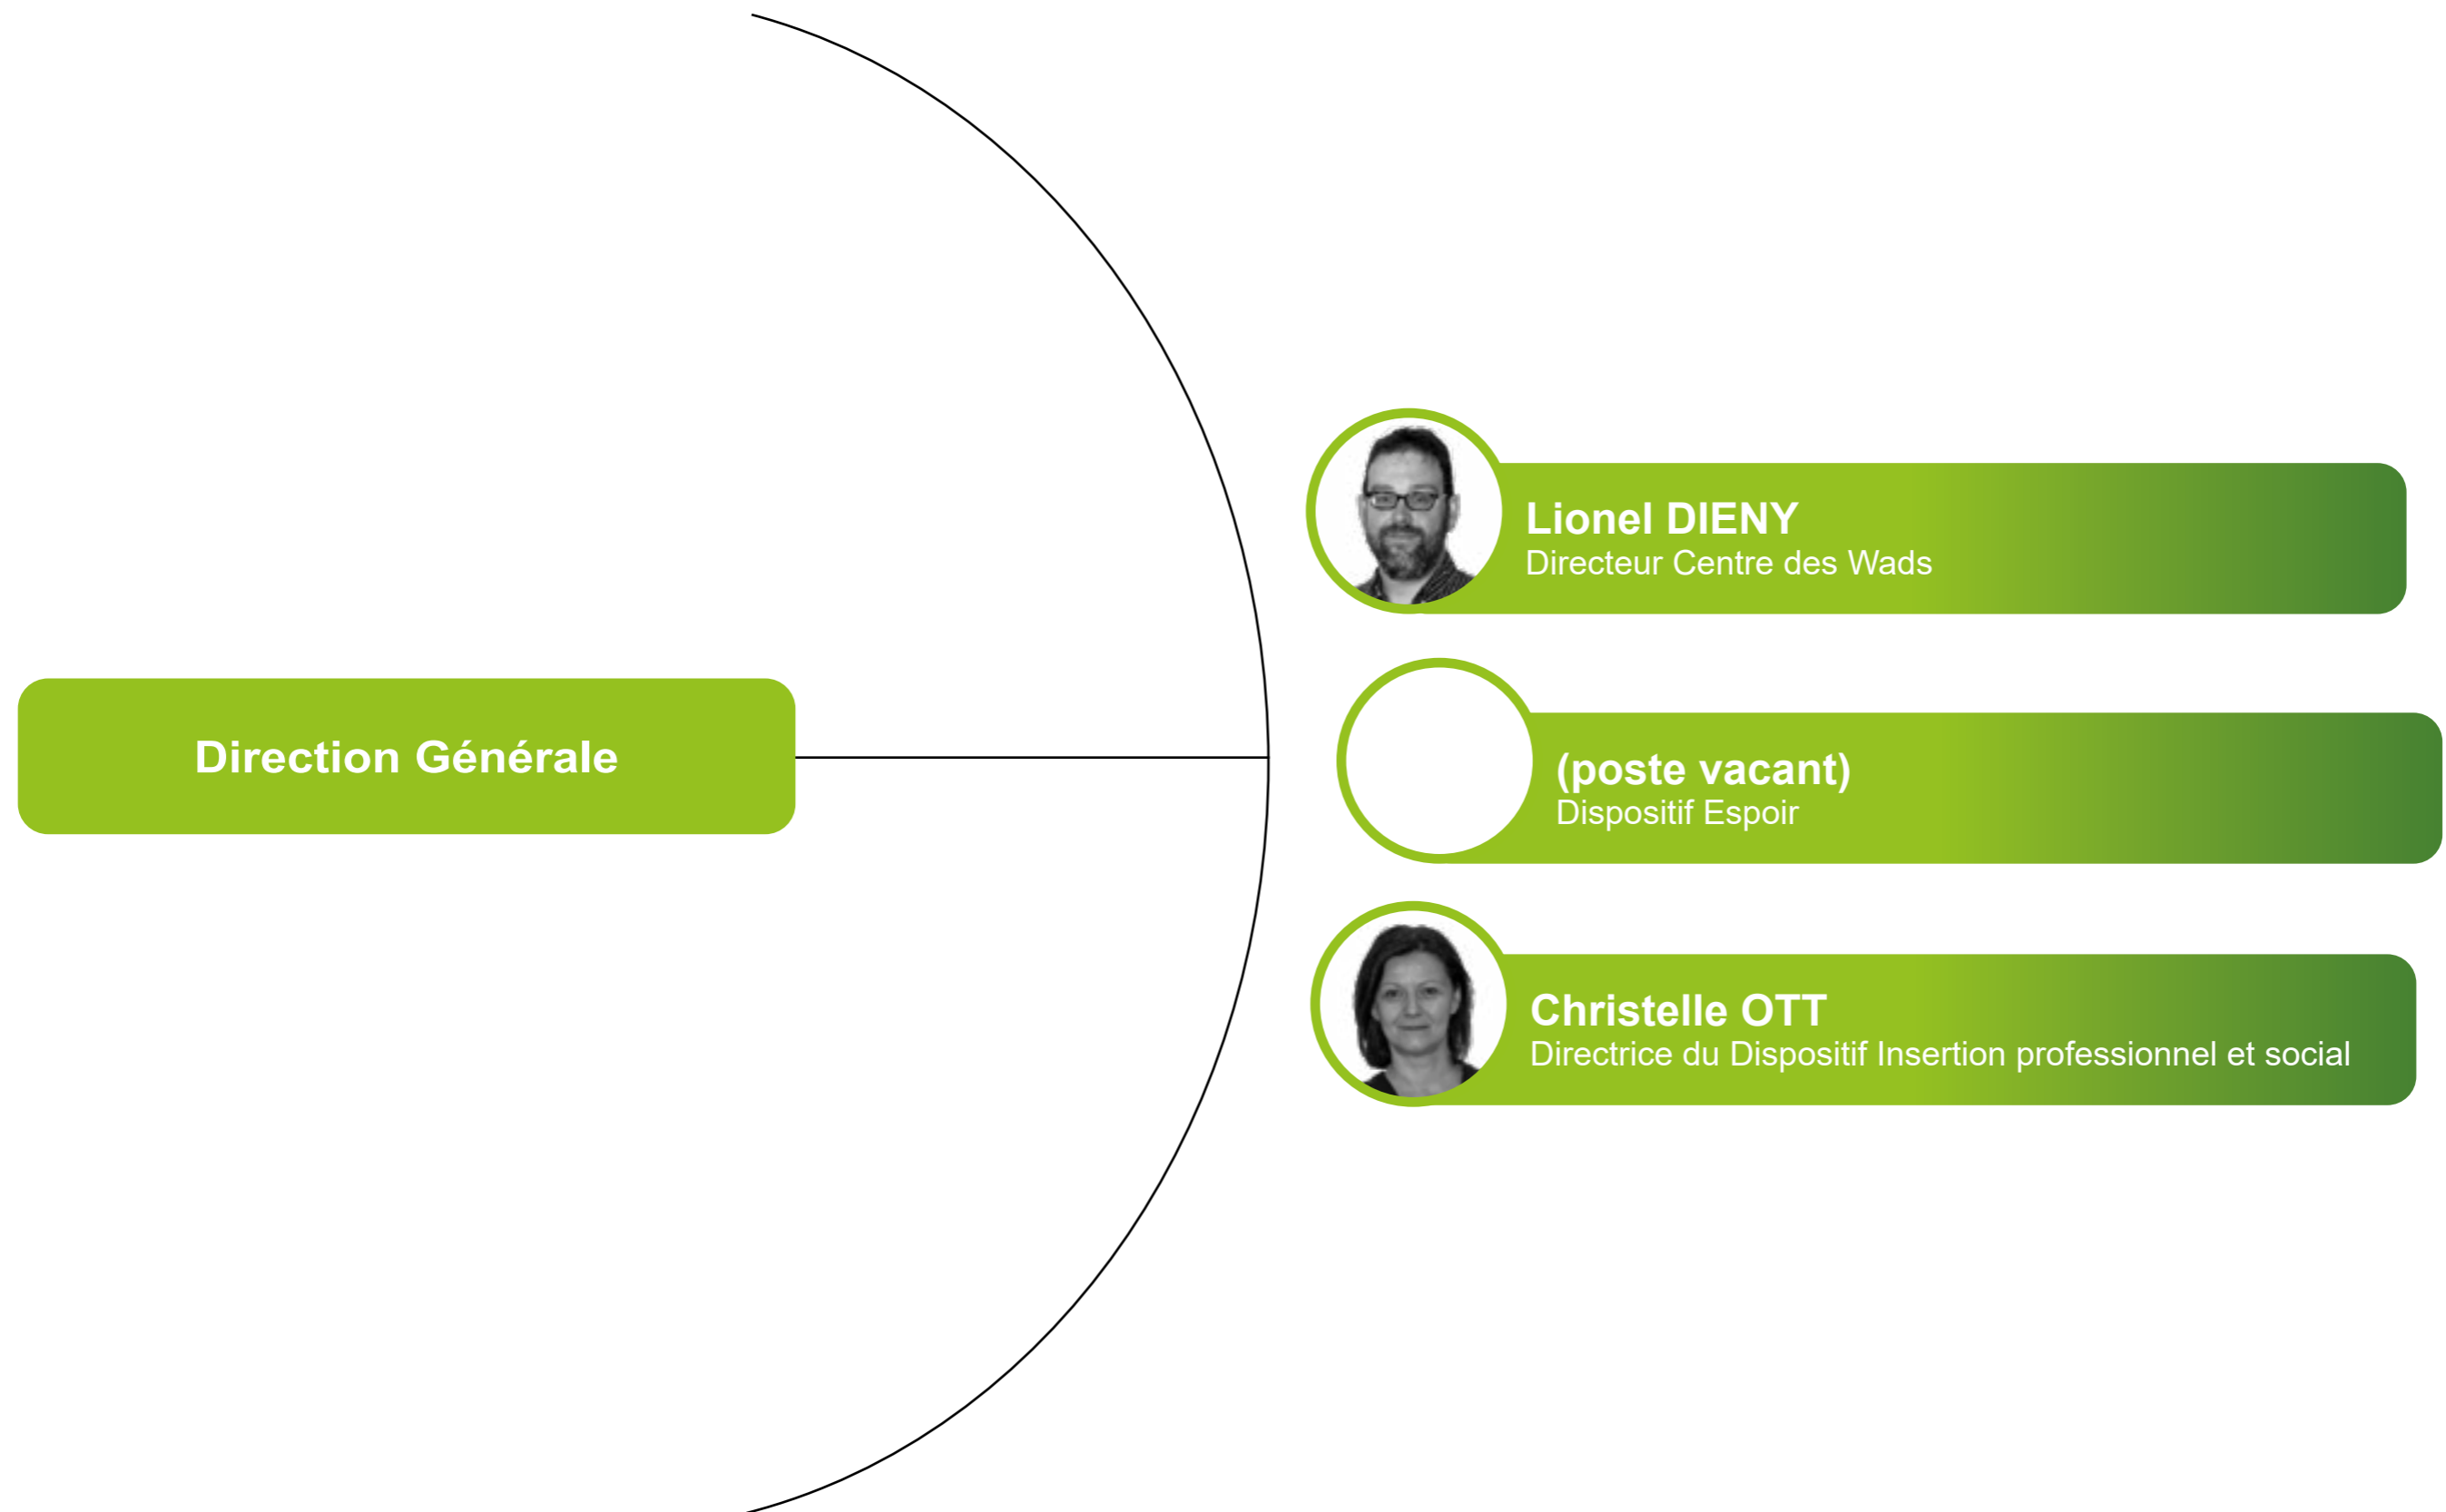 Direction Générale
Lionel DIENY
Directeur Centre des Wads
(poste vacant)
Dispositif Espoir
Christelle OTT
Directrice du Dispositif Insertion professionnel et social